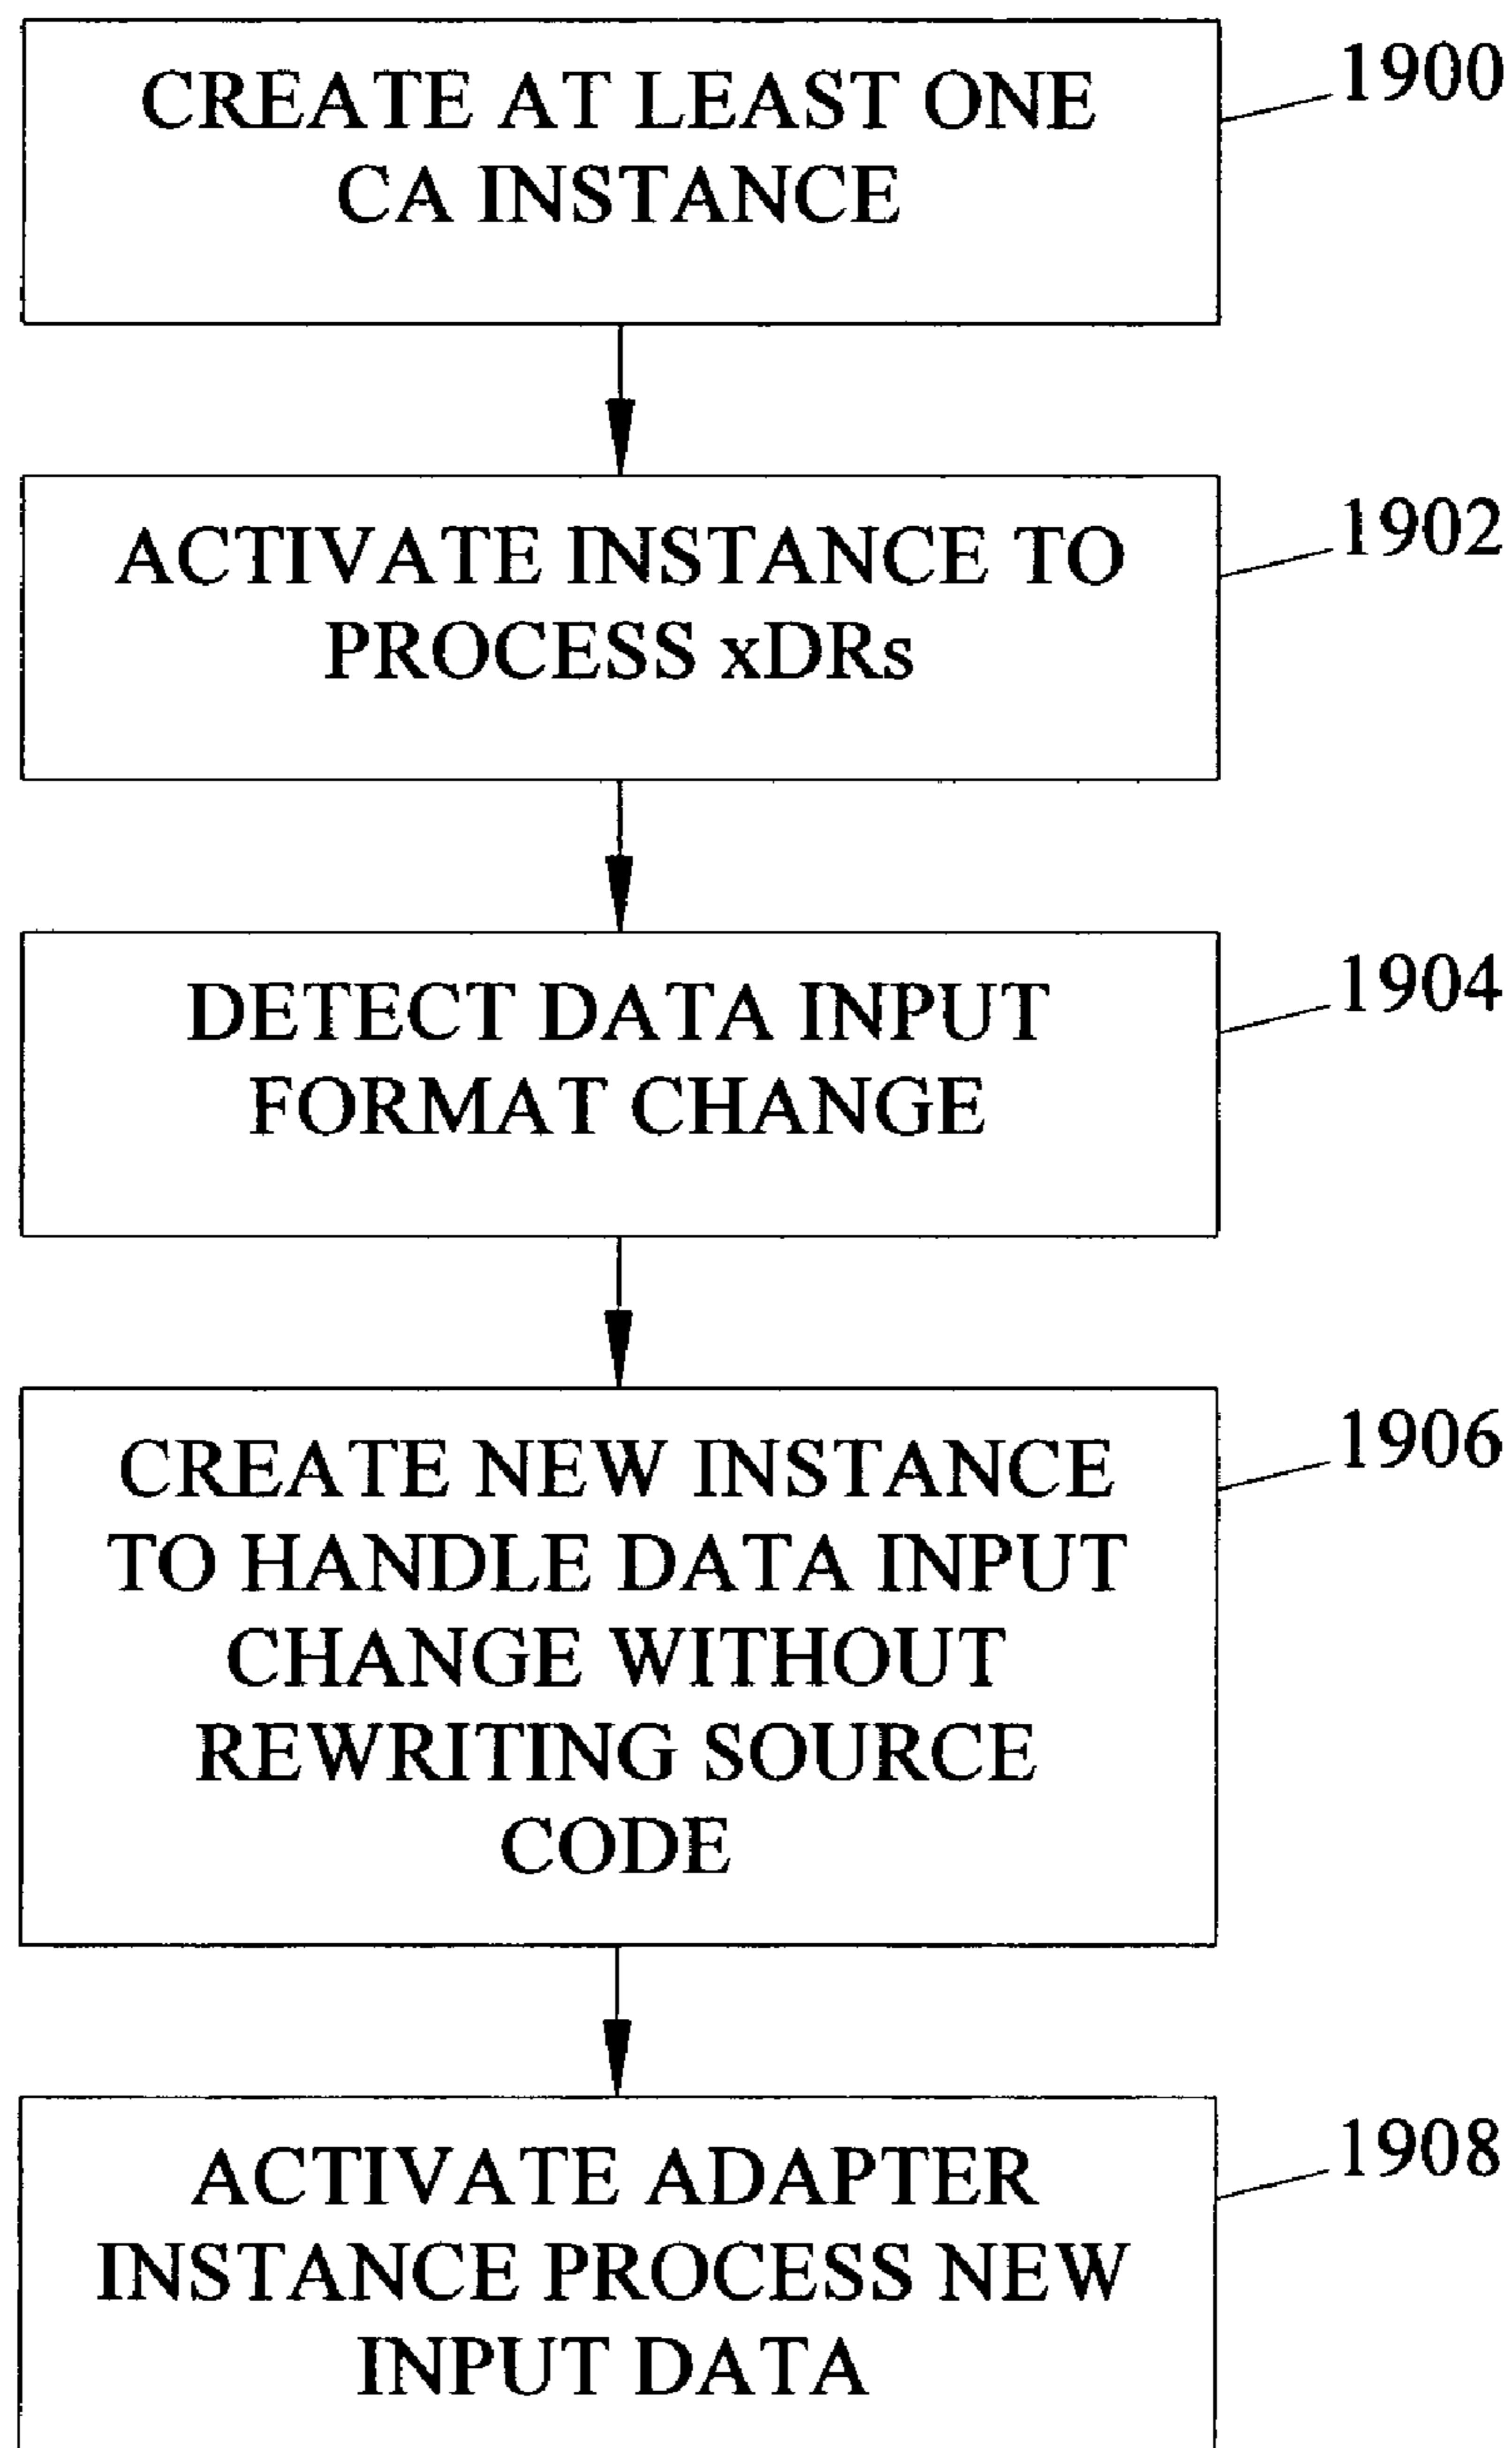 CREATE AT LEAST ONE
CA INSTANCE
1900
ACTIVATE INSTANCE TO
PROCESS xDRs
1902
DETECT DATA INPUT
FORMAT CHANGE
1904
CREATE NEW INSTANCE
TO HANDLE DATA INPUT
CHANGE WITHOUT
REWRITING SOURCE
CODE
1906
ACTIVATE ADAPTER
INSTANCE PROCESS NEW
INPUT DATA
1908